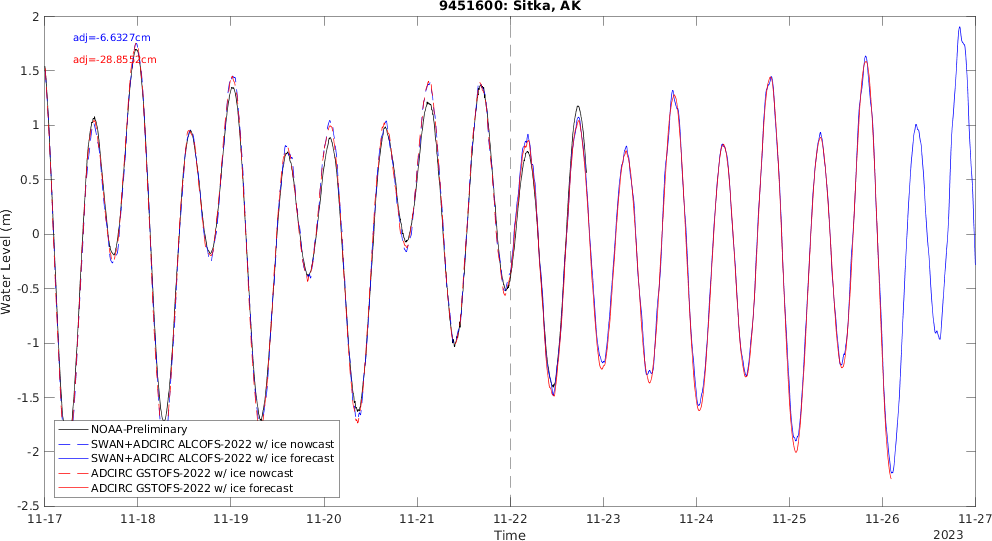 9451600: Sitka, AK
adj=-6.6327cm
adj=-28.8552cm
Water Level (m)
2
1.5
1
0.5
0
-0.5
-1
-1.5
-2
-2.5
NOAA-Preliminary
SWAN+ADCIRC ALCOFS-2022 w/ ice nowcast
SWAN+ADCIRC ALCOFS-2022 w/ ice forecast
ADCIRC GSTOFS-2022 w/ ice nowcast
ADCIRC GSTOFS-2022 w/ ice forecast
11-17 11-18 11-19 11-20 11-21 11-22 11-23 11-24 11-25 11-26 11-27
Time
2023